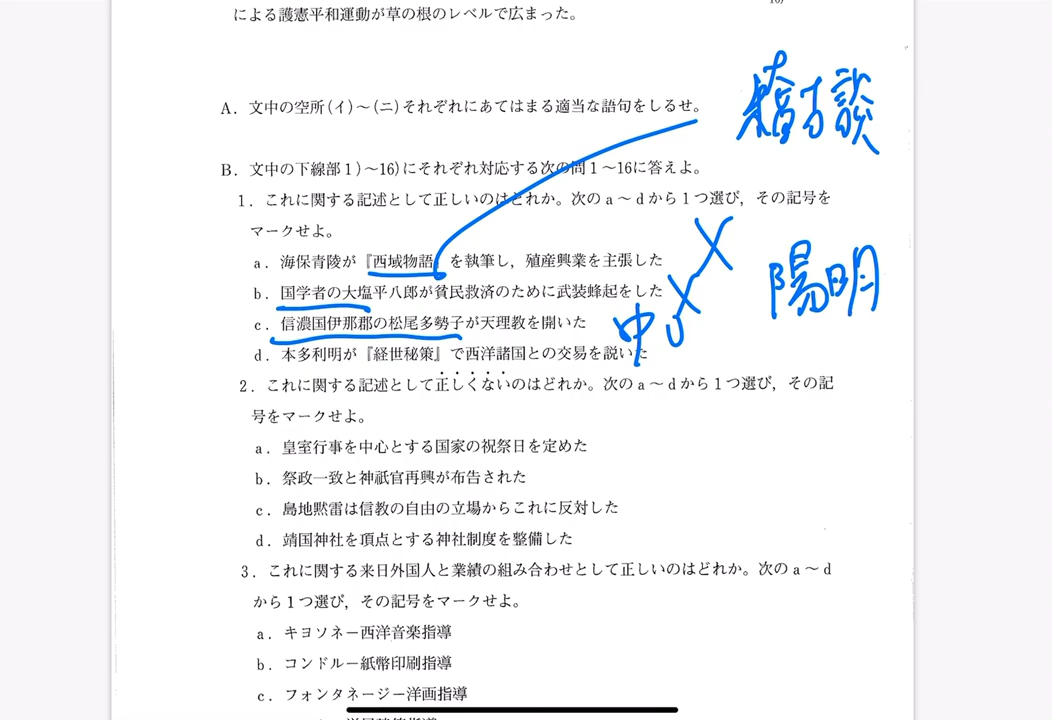 による護憲平和運動が草の根のレベルで広まった。
A．文中の空所(イ)～(ニ)それぞれにあてはまる適当な語句をしるせ。
稽古談
B．文中の下線部1)～16)にそれぞれ対応する次の問1～16に答えよ。
1．これに関する記述として正しいのはどれか。次のa～dから1つ選び，その記号を
マークせよ。
a．海保青陵が『西域物語』を執筆し，殖産興業を主張した
b．国学者の大塩平八郎が貧民救済のために武装蜂起をした
陽明
c．信濃国伊那郡の松尾多勢子が天理教を開いた
中
d．本多利明が『経世秘策』で西洋諸国との交易を説いた
2．これに関する記述として正しくないのはどれか。次のa～dから1つ選び，その記
号をマークせよ。
a．皇室行事を中心とする国家の祝祭日を定めた
b．祭政一致と神祇官再興が布告された
c．島地黙雷は信教の自由の立場からこれに反対した
d．靖国神社を頂点とする神社制度を整備した
3．これに関する来日外国人と業績の組み合わせとして正しいのはどれか。次のa～d
から1つ選び，その記号をマークせよ。
a．キヨソネ－西洋音楽指導
b．コンドル－紙幣印刷指導
c．フォンタネージ－洋画指導